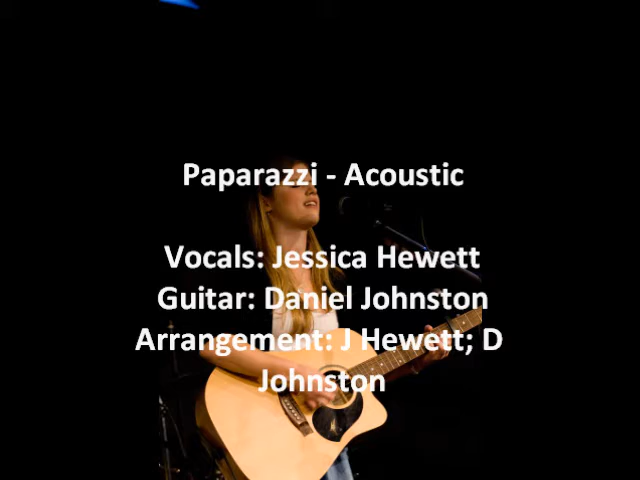 Paparazzi - Acoustic
Vocals: Jessica Hewett
Guitar: Daniel Johnston
Arrangement: J Hewett; D
Johnston